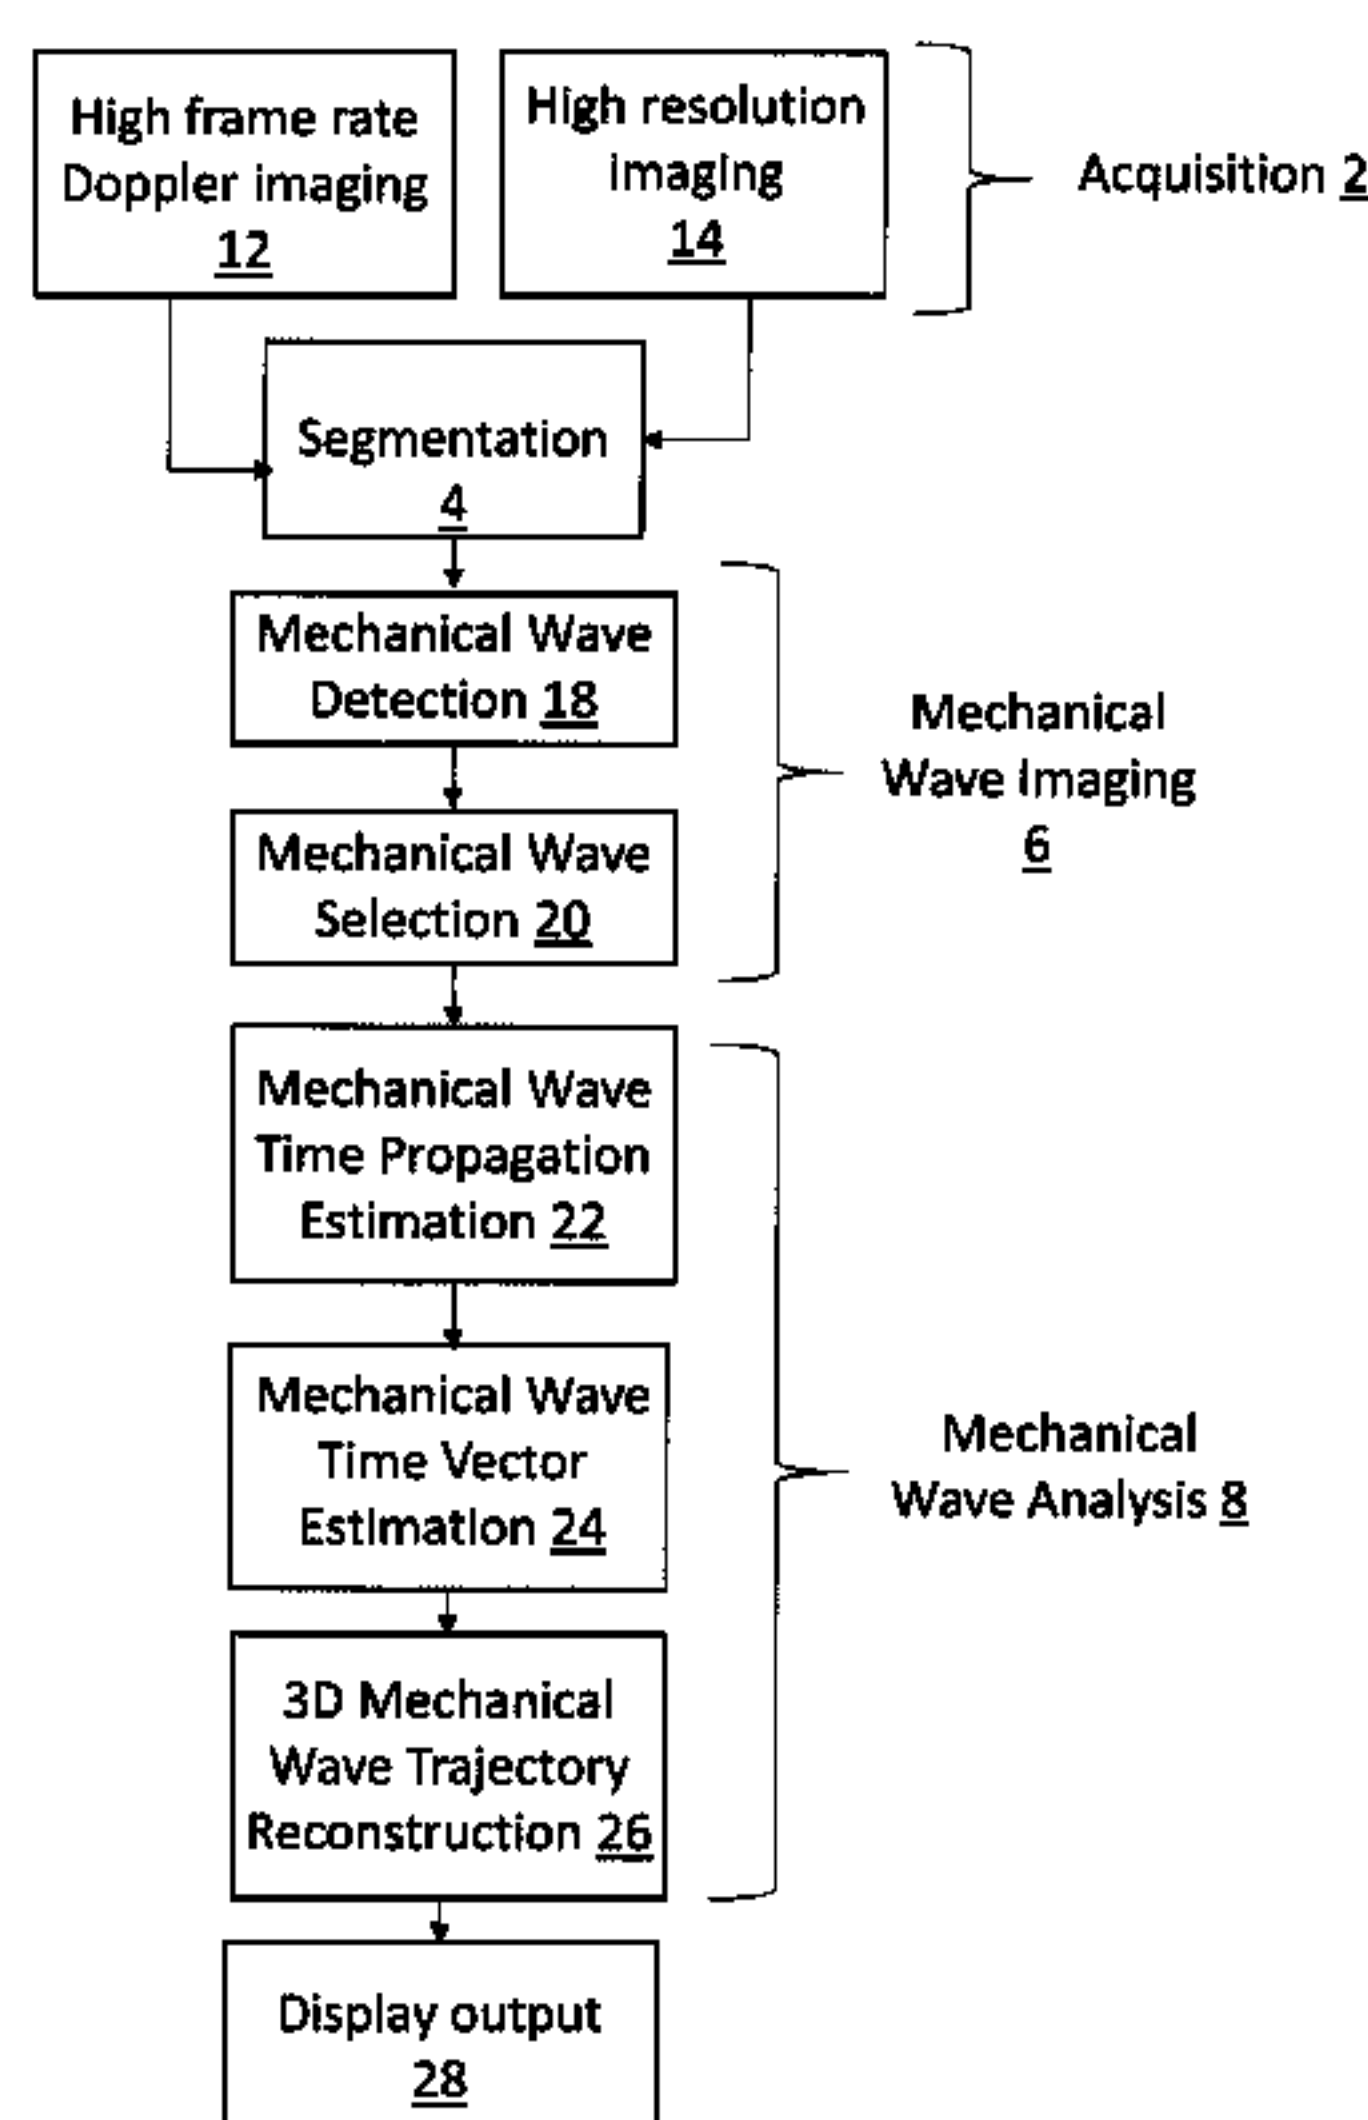 High frame rate
Doppler imaging
12
High resolution
imaging
14
Acquisition 2
Segmentation
4
Mechanical Wave
Detection 18
Mechanical Wave
Selection 20
Mechanical
Wave Imaging
6
Mechanical Wave
Time Propagation
Estimation 22
Mechanical Wave
Time Vector
Estimation 24
3D Mechanical
Wave Trajectory
Reconstruction 26
Mechanical
Wave Analysis 8
Display output
28